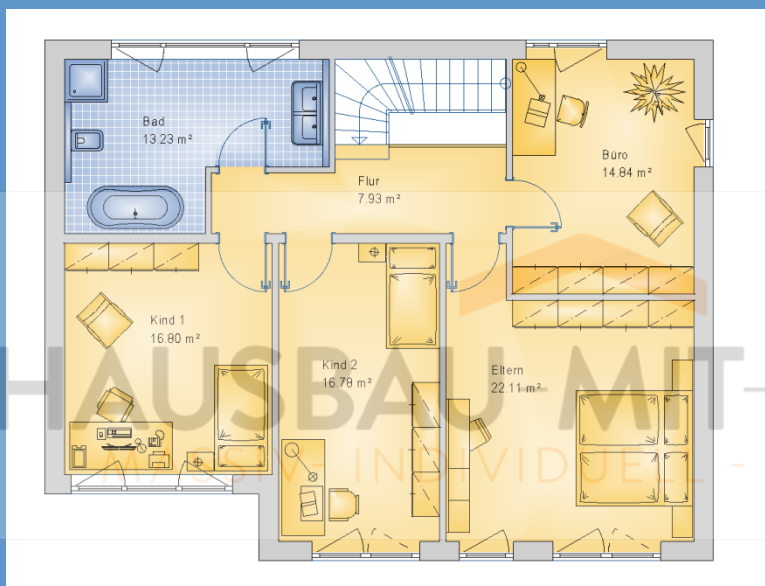 Bad
13.23 m²
Büro
14.84 m²
Flur
7.93 m²
Kind 1
16.80 m²
Kind 2
16.78 m²
Eltern
22.11 m²
HAUSBAU MIT-
MASSIV- INDIVIDUELL -